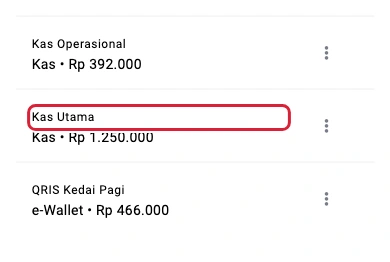 Kas Operasional
Kas • Rp 392.000
Kas Utama
Kas • Rp 1.250.000
QRIS Kedai Pagi
e-Wallet • Rp 466.000